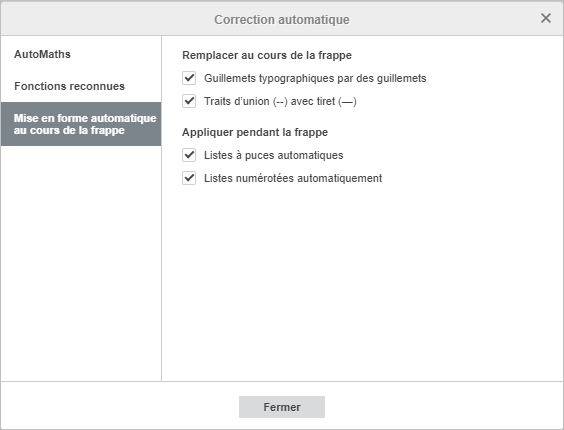 Correction automatique
AutoMaths
Fonctions reconnues
Mise en forme automatique
au cours de la frappe
Remplacer au cours de la frappe
Guillemets typographiques par des guillemets
Traits d'union (--) avec tiret (—)
Appliquer pendant la frappe
Listes à puces automatiques
Listes numérotées automatiquement
Fermer